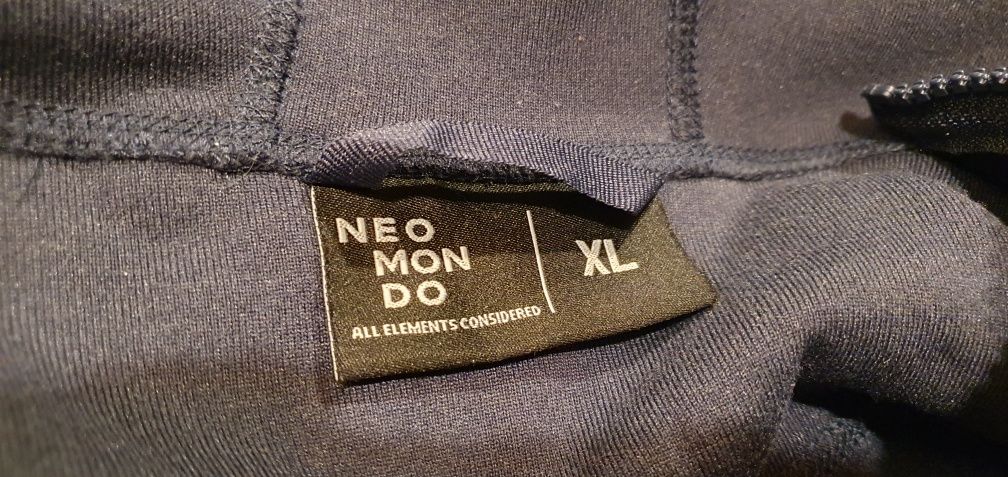 NEO
MON
DO
ALL ELEMENTS CONSIDERED
XL